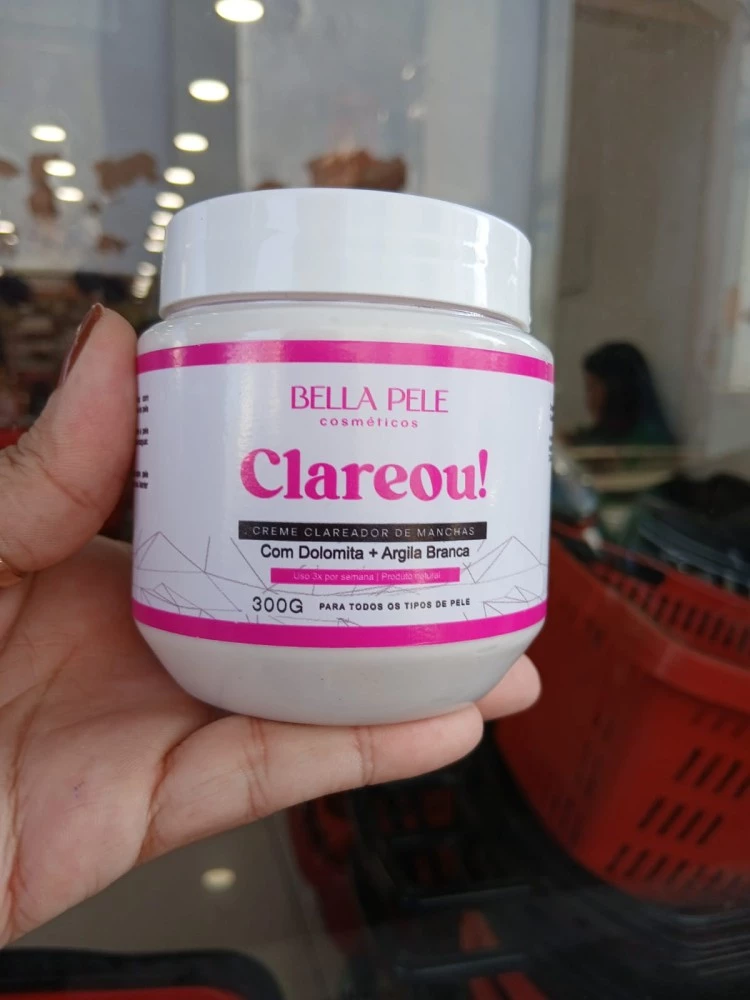 BELLA PELE
cosméticos
Clareou!
CREME CLAREADOR DE MANCHAS
Com Dolomita + Argila Branca
Uso 3x por semana | Produto natural
300G PARA TODOS OS TIPOS DE PELE